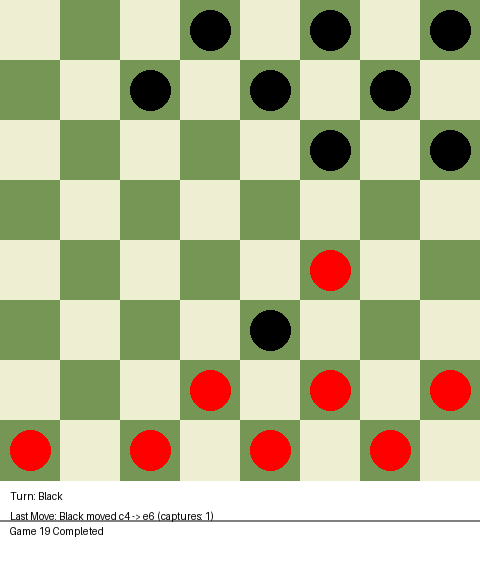 Turn: Black
Last Move: Black moved c4 -> e6 (captures: 1)
Game 19 Completed